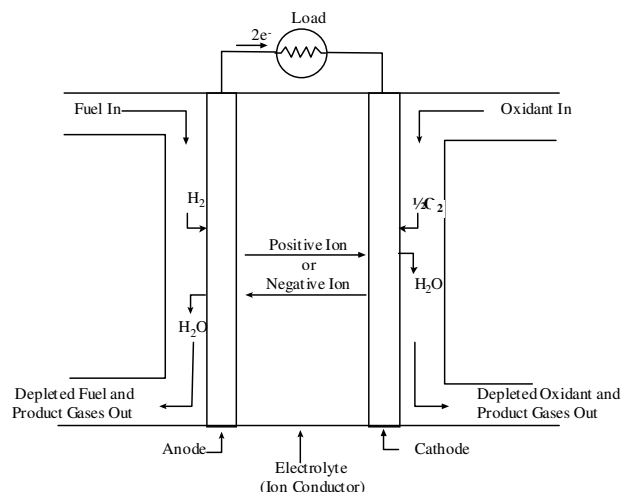 Load
2e-
Fuel In
Oxidant In
H2
½O2
Positive Ion
or
Negative Ion
H2O
H2O
Depleted Fuel and
Product Gases Out
Depleted Oxidant and
Product Gases Out
Anode
Cathode
Electrolyte
(Ion Conductor)